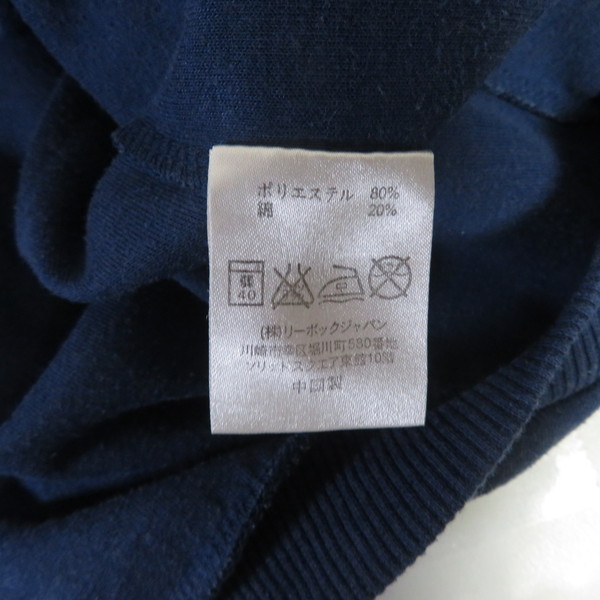 ポリエステル 80%
綿 20%
弱
40
(株)リーボックジャパン
川崎市幸区堀川町580番地
ソリッドスクエア東館10階
中国製